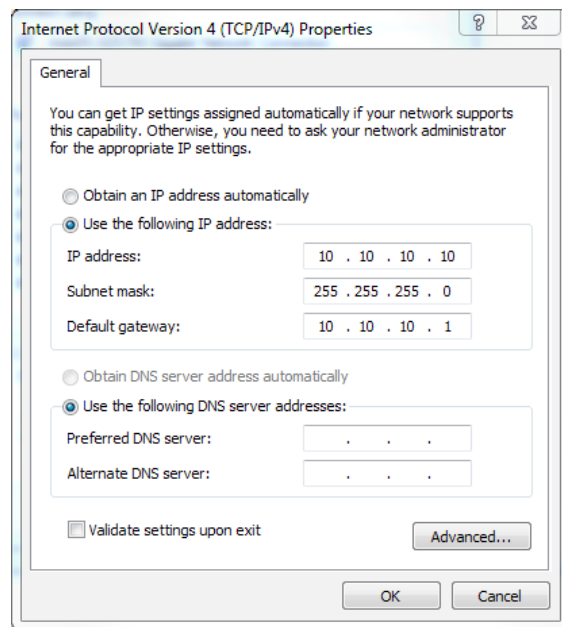 Internet Protocol Version 4 (TCP/IPv4) Properties
General
You can get IP settings assigned automatically if your network supports
this capability. Otherwise, you need to ask your network administrator
for the appropriate IP settings.
Obtain an IP address automatically
Use the following IP address:
IP address: 10 . 10 . 10 . 10
Subnet mask: 255 . 255 . 255 . 0
Default gateway: 10 . 10 . 10 . 1
Obtain DNS server address automatically
Use the following DNS server addresses:
Preferred DNS server: . . .
Alternate DNS server: . . .
Validate settings upon exit
Advanced...
OK Cancel